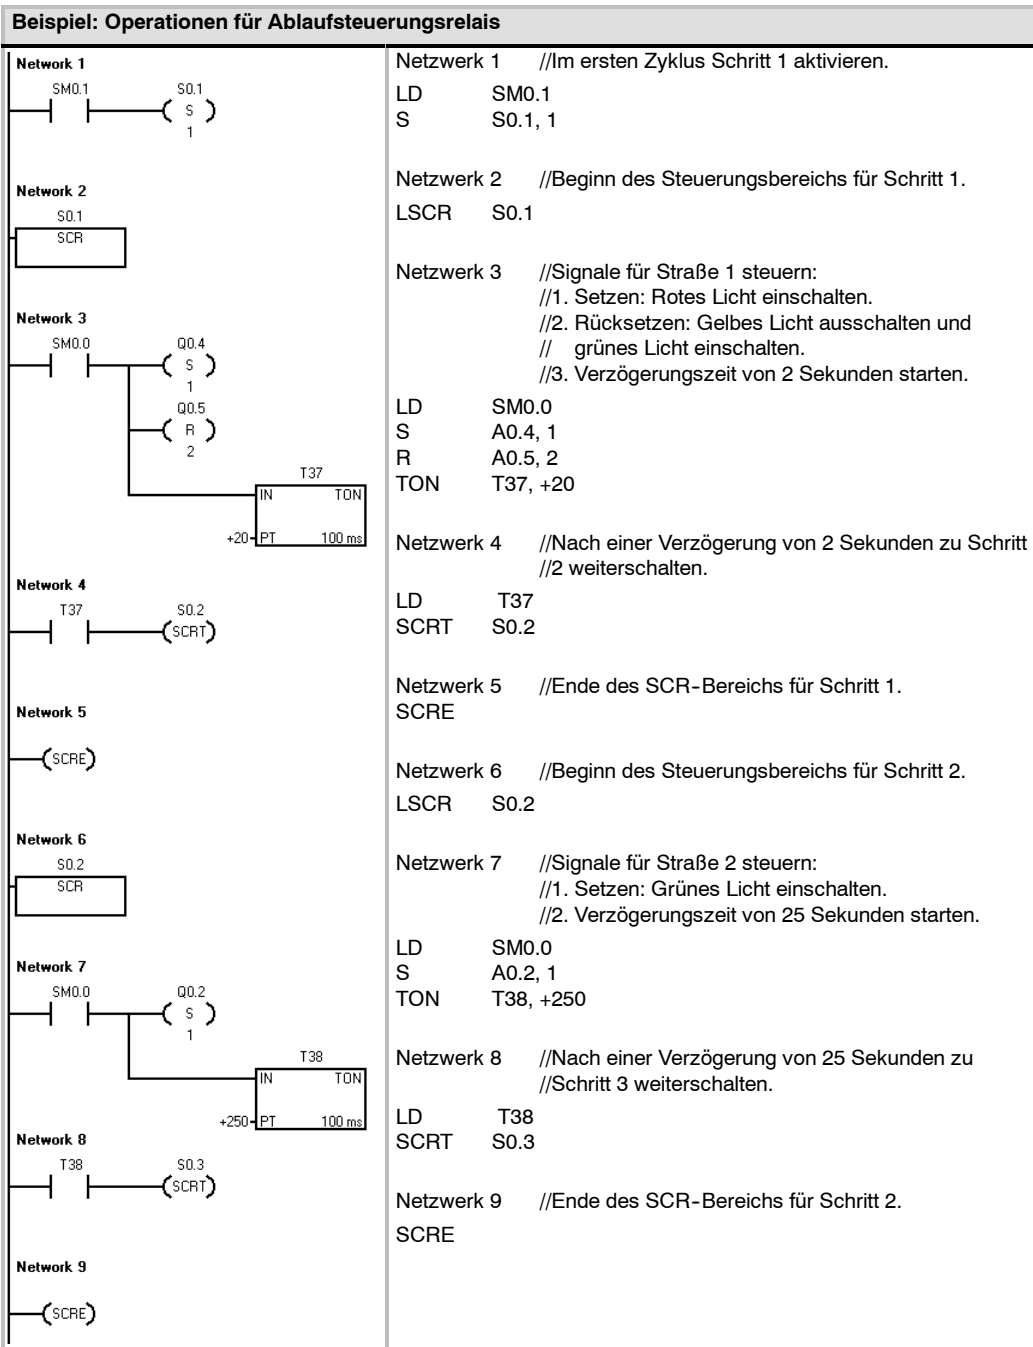 Beispiel: Operationen für Ablaufsteuerungsrelais
Network 1
SM0.1 S0.1
S
1
Network 2
S0.1
SCR
Network 3
SM0.0 Q0.4
S
1
Q0.5
R
2
T37
IN TON
+20 PT 100 ms
Network 4
T37 S0.2
SCRT
Network 5
SCRE
Network 6
S0.2
SCR
Network 7
SM0.0 Q0.2
S
1
T38
IN TON
+250 PT 100 ms
Network 8
T38 S0.3
SCRT
Network 9
SCRE
Netzwerk 1 //Im ersten Zyklus Schritt 1 aktivieren.
LD SM0.1
S S0.1, 1
Netzwerk 2 //Beginn des Steuerungsbereichs für Schritt 1.
LSCR S0.1
Netzwerk 3 //Signale für Straße 1 steuern:
//1. Setzen: Rotes Licht einschalten.
//2. Rücksetzen: Gelbes Licht ausschalten und
// grünes Licht einschalten.
//3. Verzögerungszeit von 2 Sekunden starten.
LD SM0.0
S A0.4, 1
R A0.5, 2
TON T37, +20
Netzwerk 4 //Nach einer Verzögerung von 2 Sekunden zu Schritt
//2 weiterschalten.
LD T37
SCRT S0.2
Netzwerk 5 //Ende des SCR-Bereichs für Schritt 1.
SCRE
Netzwerk 6 //Beginn des Steuerungsbereichs für Schritt 2.
LSCR S0.2
Netzwerk 7 //Signale für Straße 2 steuern:
//1. Setzen: Grünes Licht einschalten.
//2. Verzögerungszeit von 25 Sekunden starten.
LD SM0.0
S A0.2, 1
TON T38, +250
Netzwerk 8 //Nach einer Verzögerung von 25 Sekunden zu
//Schritt 3 weiterschalten.
LD T38
SCRT S0.3
Netzwerk 9 //Ende des SCR-Bereichs für Schritt 2.
SCRE